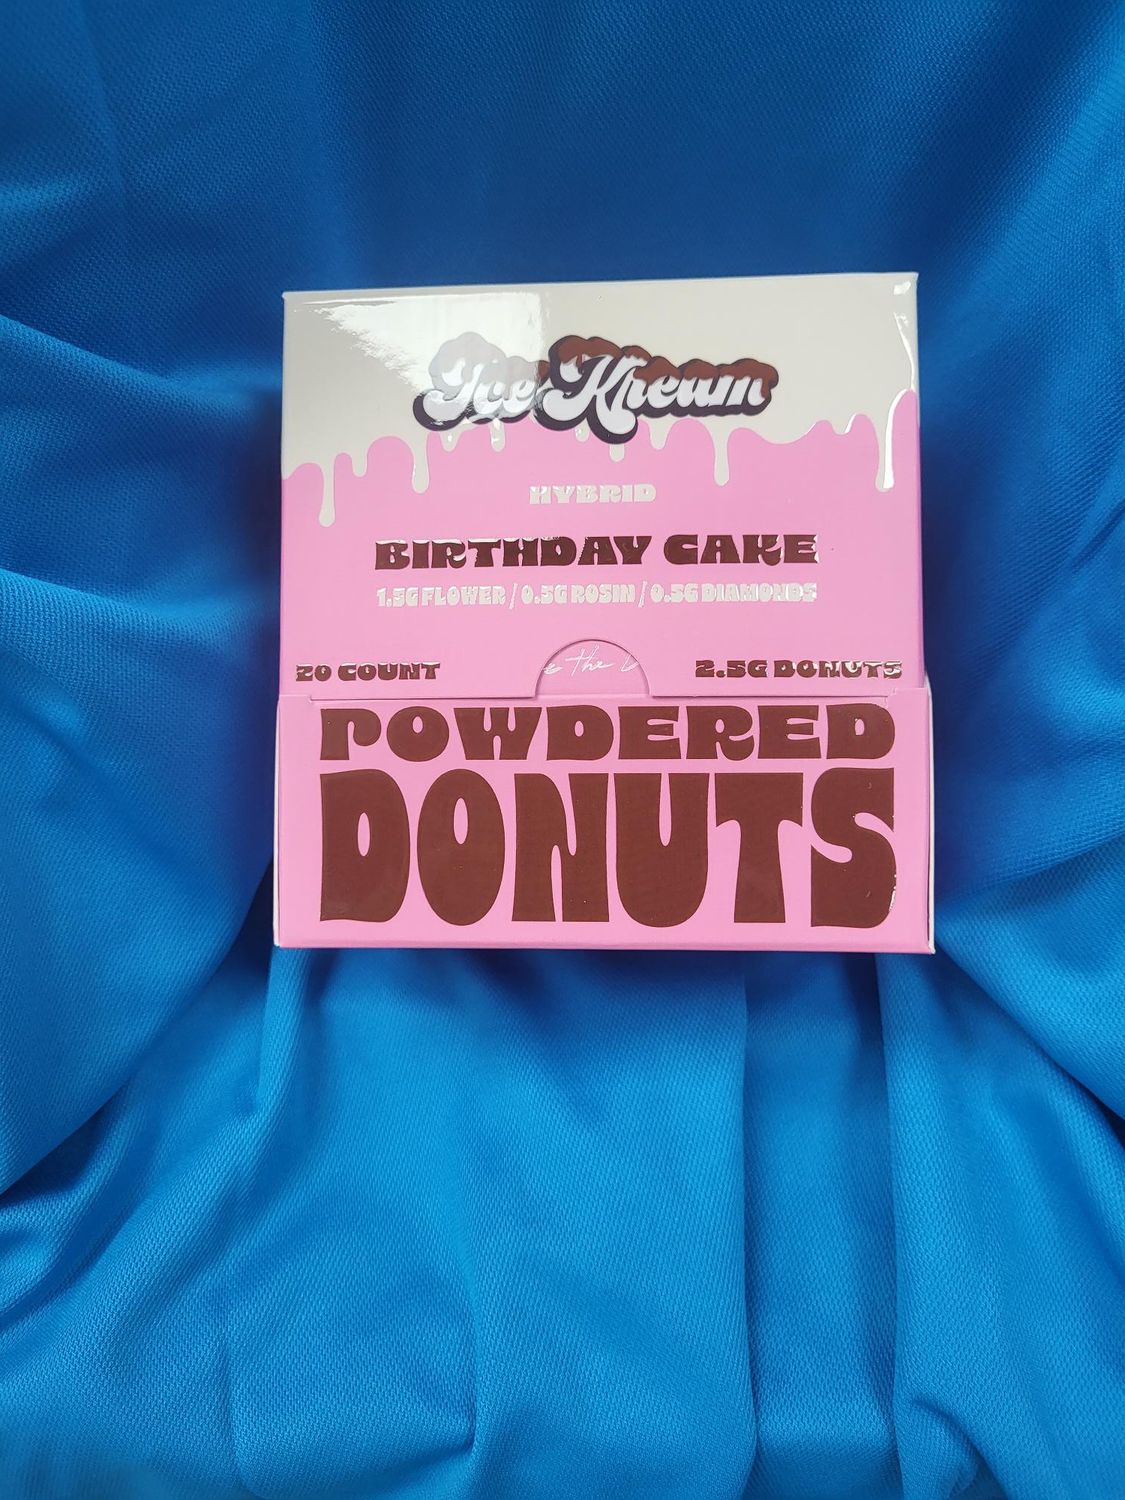 Ice Kream
HYBRID
BIRTHDAY CAKE
1.5G FLOWER / 0.5G ROSIN / 0.5G DIAMONDS
20 COUNT
the
2.5G DONUTS
POWDERED
DONUTS